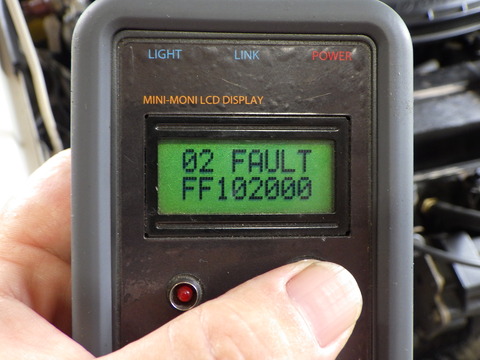 LIGHT LINK POWER
MINI-MONI LCD DISPLAY
02 FAULT
FF102000